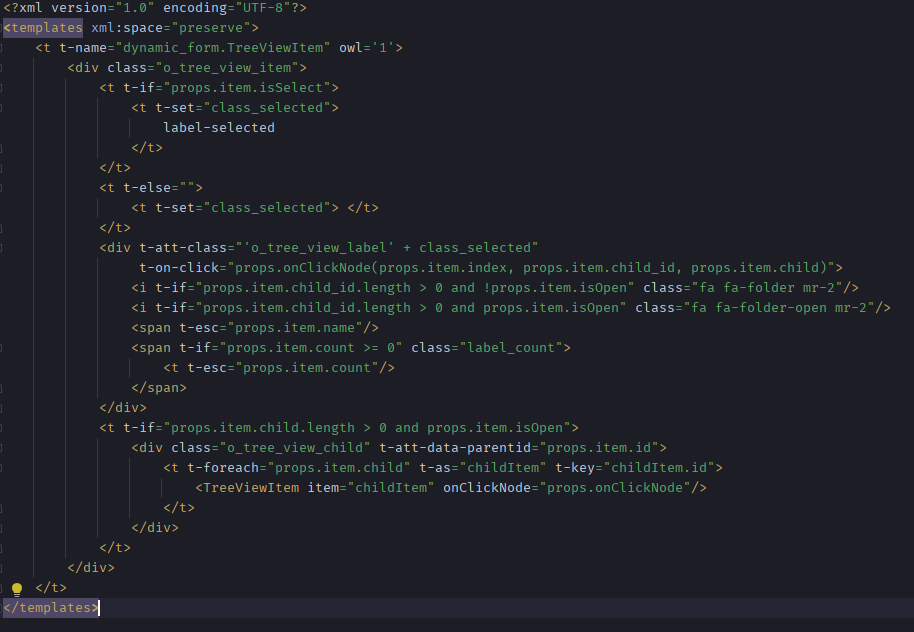 <?xml version="1.0" encoding="UTF-8"?>
<templates xml:space="preserve">
    <t t-name="dynamic_form.TreeViewItem" owl='1'>
        <div class="o_tree_view_item">
            <t t-if="props.item.isSelect">
                <t t-set="class_selected">
                    label-selected
                </t>
            </t>
            <t t-else="">
                <t t-set="class_selected"> </t>
            </t>
            <div t-att-class="'o_tree_view_label' + class_selected"
                 t-on-click="props.onClickNode(props.item.index, props.item.child_id, props.item.child)">
                <i t-if="props.item.child_id.length > 0 and !props.item.isOpen" class="fa fa-folder mr-2"/>
                <i t-if="props.item.child_id.length > 0 and props.item.isOpen" class="fa fa-folder-open mr-2"/>
                <span t-esc="props.item.name"/>
                <span t-if="props.item.count >= 0" class="label_count">
                    <t t-esc="props.item.count"/>
                </span>
            </div>
            <t t-if="props.item.child.length > 0 and props.item.isOpen">
                <div class="o_tree_view_child" t-att-data-parentid="props.item.id">
                    <t t-foreach="props.item.child" t-as="childItem" t-key="childItem.id">
                        <TreeViewItem item="childItem" onClickNode="props.onClickNode"/>
                    </t>
                </div>
            </t>
        </div>
    </t>
</templates>